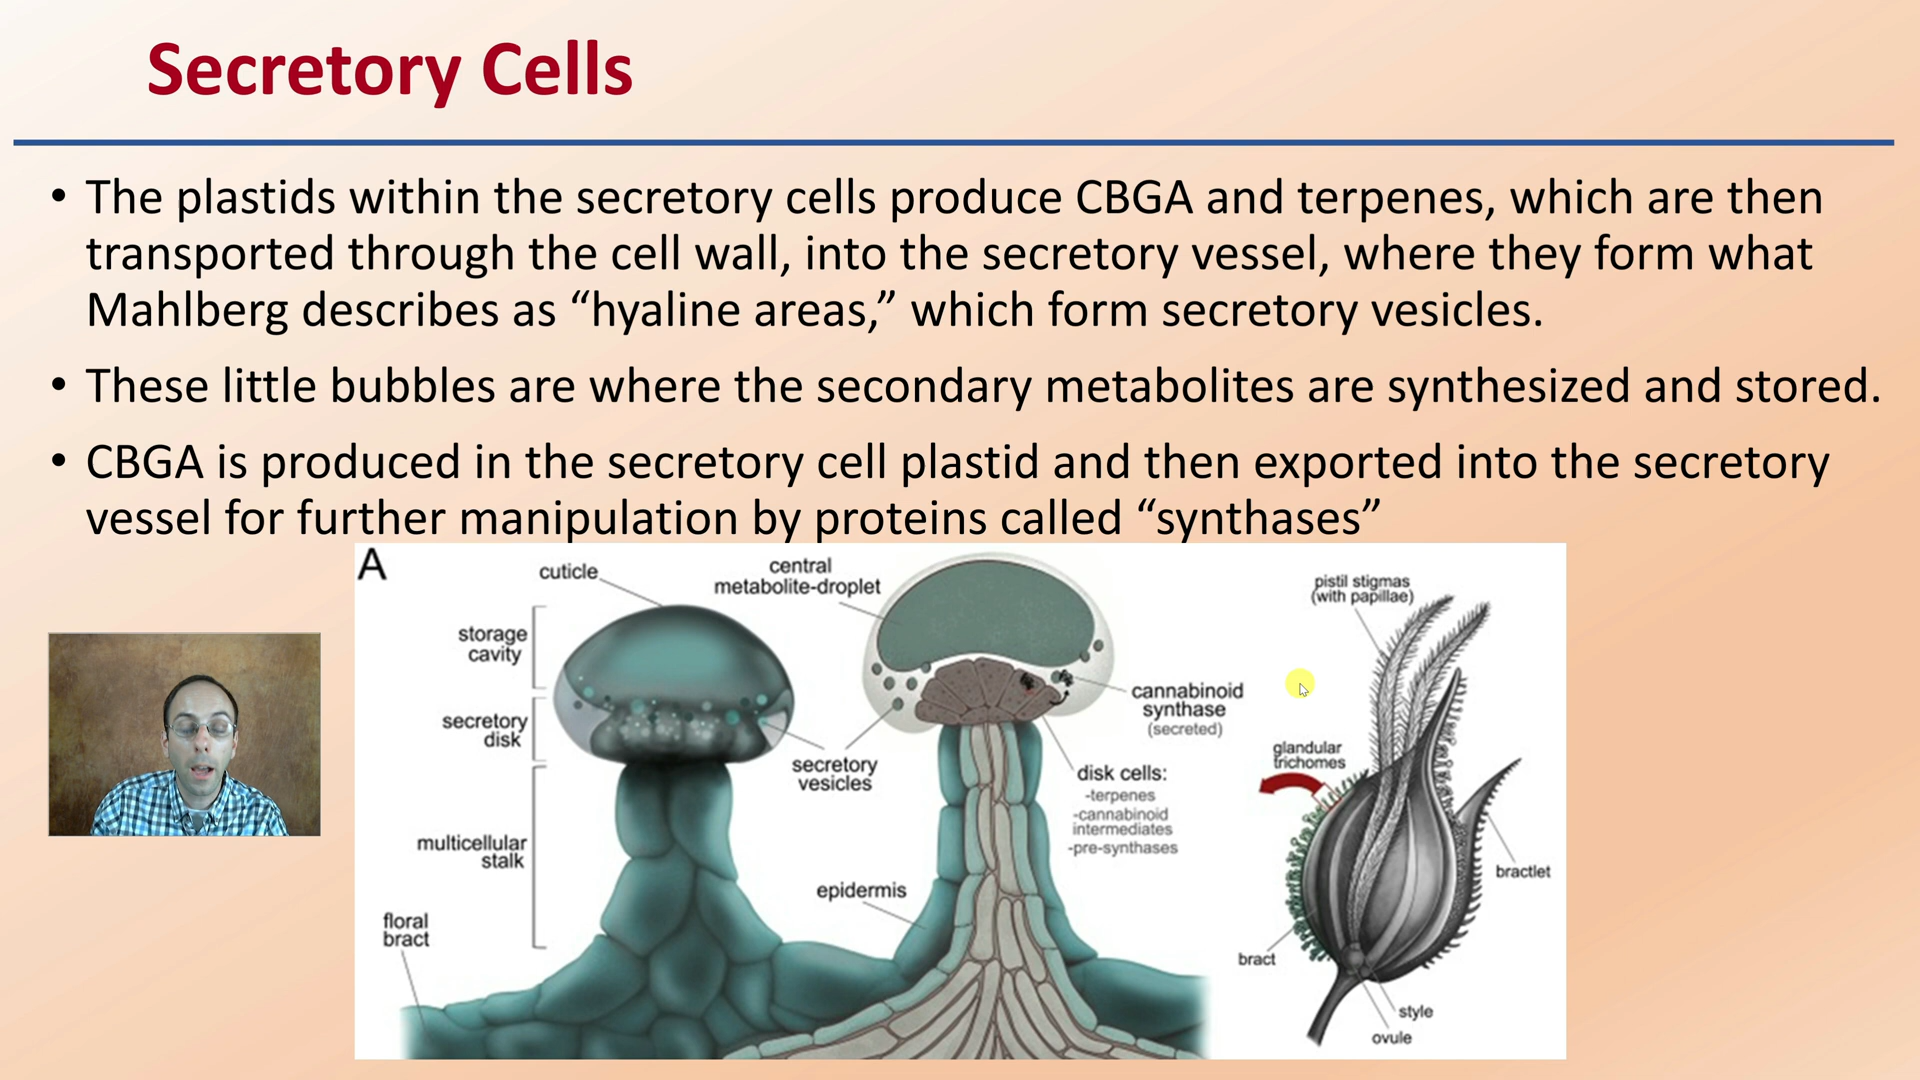 Secretory Cells
• The plastids within the secretory cells produce CBGA and terpenes, which are then
transported through the cell wall, into the secretory vessel, where they form what
Mahlberg describes as “hyaline areas,” which form secretory vesicles.
• These little bubbles are where the secondary metabolites are synthesized and stored.
• CBGA is produced in the secretory cell plastid and then exported into the secretory
vessel for further manipulation by proteins called “synthases”
A
cuticle
storage
cavity
secretory
disk
multicellular
stalk
floral
bract
central
metabolite-droplet
secretory
vesicles
epidermis
cannabinoid
synthase
(secreted)
disk cells:
-terpenes
-cannabinoid
intermediates
-pre-synthases
pistil stigmas
(with papillae)
glandular
trichomes
bractlet
bract
style
ovule